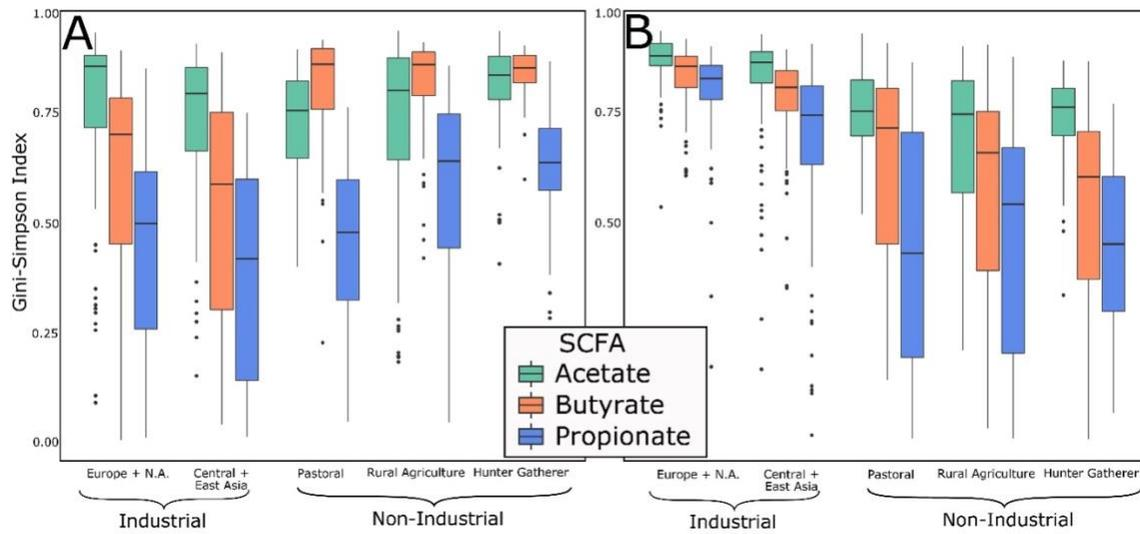 A
B
Gini-Simpson Index
1.00
0.75
0.50
0.25
0.00
1.00
0.75
0.50
SCFA
Acetate
Butyrate
Propionate
Europe + N.A.
Central +
East Asia
Pastoral
Rural Agriculture
Hunter Gatherer
Industrial
Non-Industrial
Europe + N.A.
Central +
East Asia
Pastoral
Rural Agriculture
Hunter Gatherer
Industrial
Non-Industrial